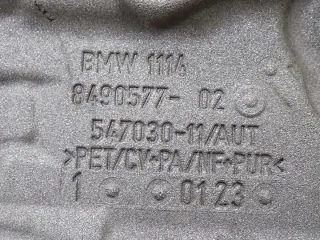 BMW 1114
8490577- 02
547030-11/AUT
>PET/CV+PA/NF+PUR<
1 0123